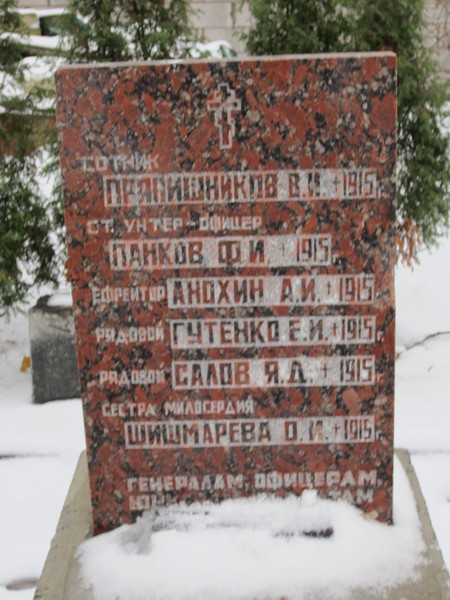 СОТНИК
ПРЯНИШНИКОВ В.И. +1915
СТ. УНТЕР-ОФИЦЕР
ПАНКОВ Ф.И. +1915
ЕФРЕЙТОР АНОХИН А.И. +1915
РЯДОВОЙ ГУТЕНКО Е.И. +1915
РЯДОВОЙ САЛОВ Я.Д. +1915
СЕСТРА МИЛОСЕРДИЯ
ШИШМАРЕВА О.И. +1915
ГЕНЕРАЛАМ, ОФИЦЕРАМ